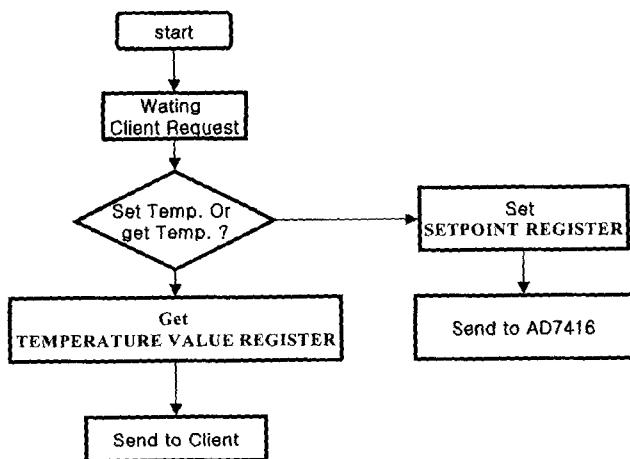 start
Wating
Client Request
Set Temp. Or
get Temp. ?
Set
SETPOINT REGISTER
Get
TEMPERATURE VALUE REGISTER
Send to AD7416
Send to Client